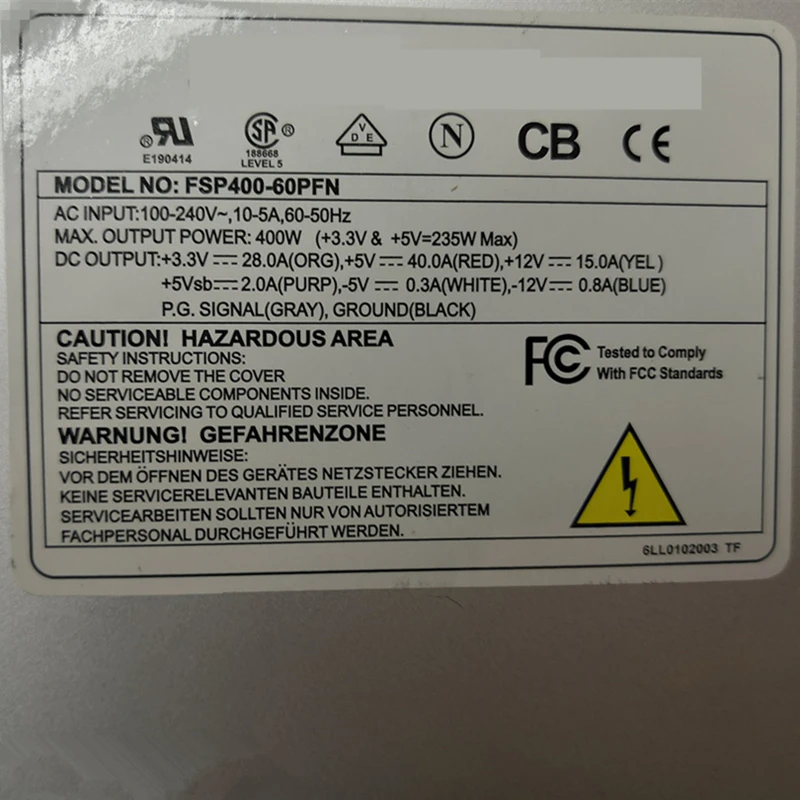 RU ®
E190414
SA ®
188668
LEVEL 5
V
D E
N
CB
CE
MODEL NO: FSP400-60PFN
AC INPUT:100-240V~,10-5A,60-50Hz
MAX. OUTPUT POWER: 400W (+3.3V & +5V=235W Max)
DC OUTPUT:+3.3V ⎓ 28.0A(ORG),+5V ⎓ 40.0A(RED),+12V ⎓ 15.0A(YEL)
+5Vsb⎓ 2.0A(PURP),-5V ⎓ 0.3A(WHITE),-12V⎓ 0.8A(BLUE)
P.G. SIGNAL(GRAY), GROUND(BLACK)
CAUTION! HAZARDOUS AREA
SAFETY INSTRUCTIONS:
DO NOT REMOVE THE COVER
NO SERVICEABLE COMPONENTS INSIDE.
REFER SERVICING TO QUALIFIED SERVICE PERSONNEL.
FC Tested to Comply
With FCC Standards
WARNUNG! GEFAHRENZONE
SICHERHEITSHINWEISE:
VOR DEM ÖFFNEN DES GERÄTES NETZSTECKER ZIEHEN.
KEINE SERVICERELEVANTEN BAUTEILE ENTHALTEN.
SERVICEARBEITEN SOLLTEN NUR VON AUTORISIERTEM
FACHPERSONAL DURCHGEFÜHRT WERDEN.
6LL0102003 TF